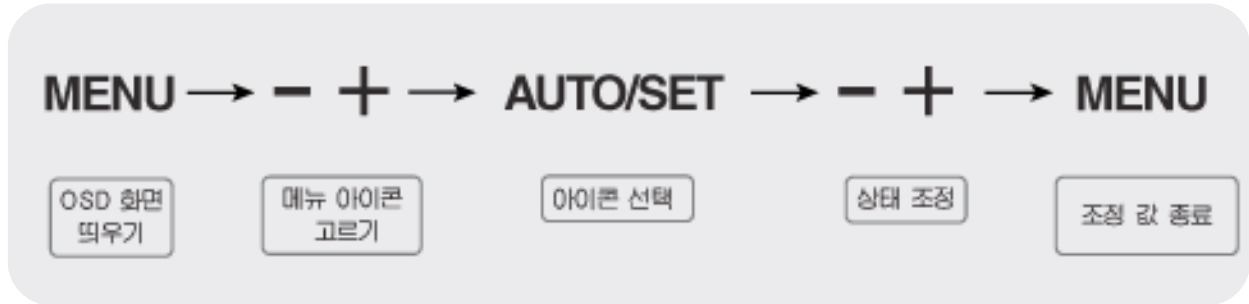 MENU → - + → AUTO/SET → - + → MENU
OSD 화면
띄우기
메뉴 아이콘
고르기
아이콘 선택
상태 조정
조정 값 종료